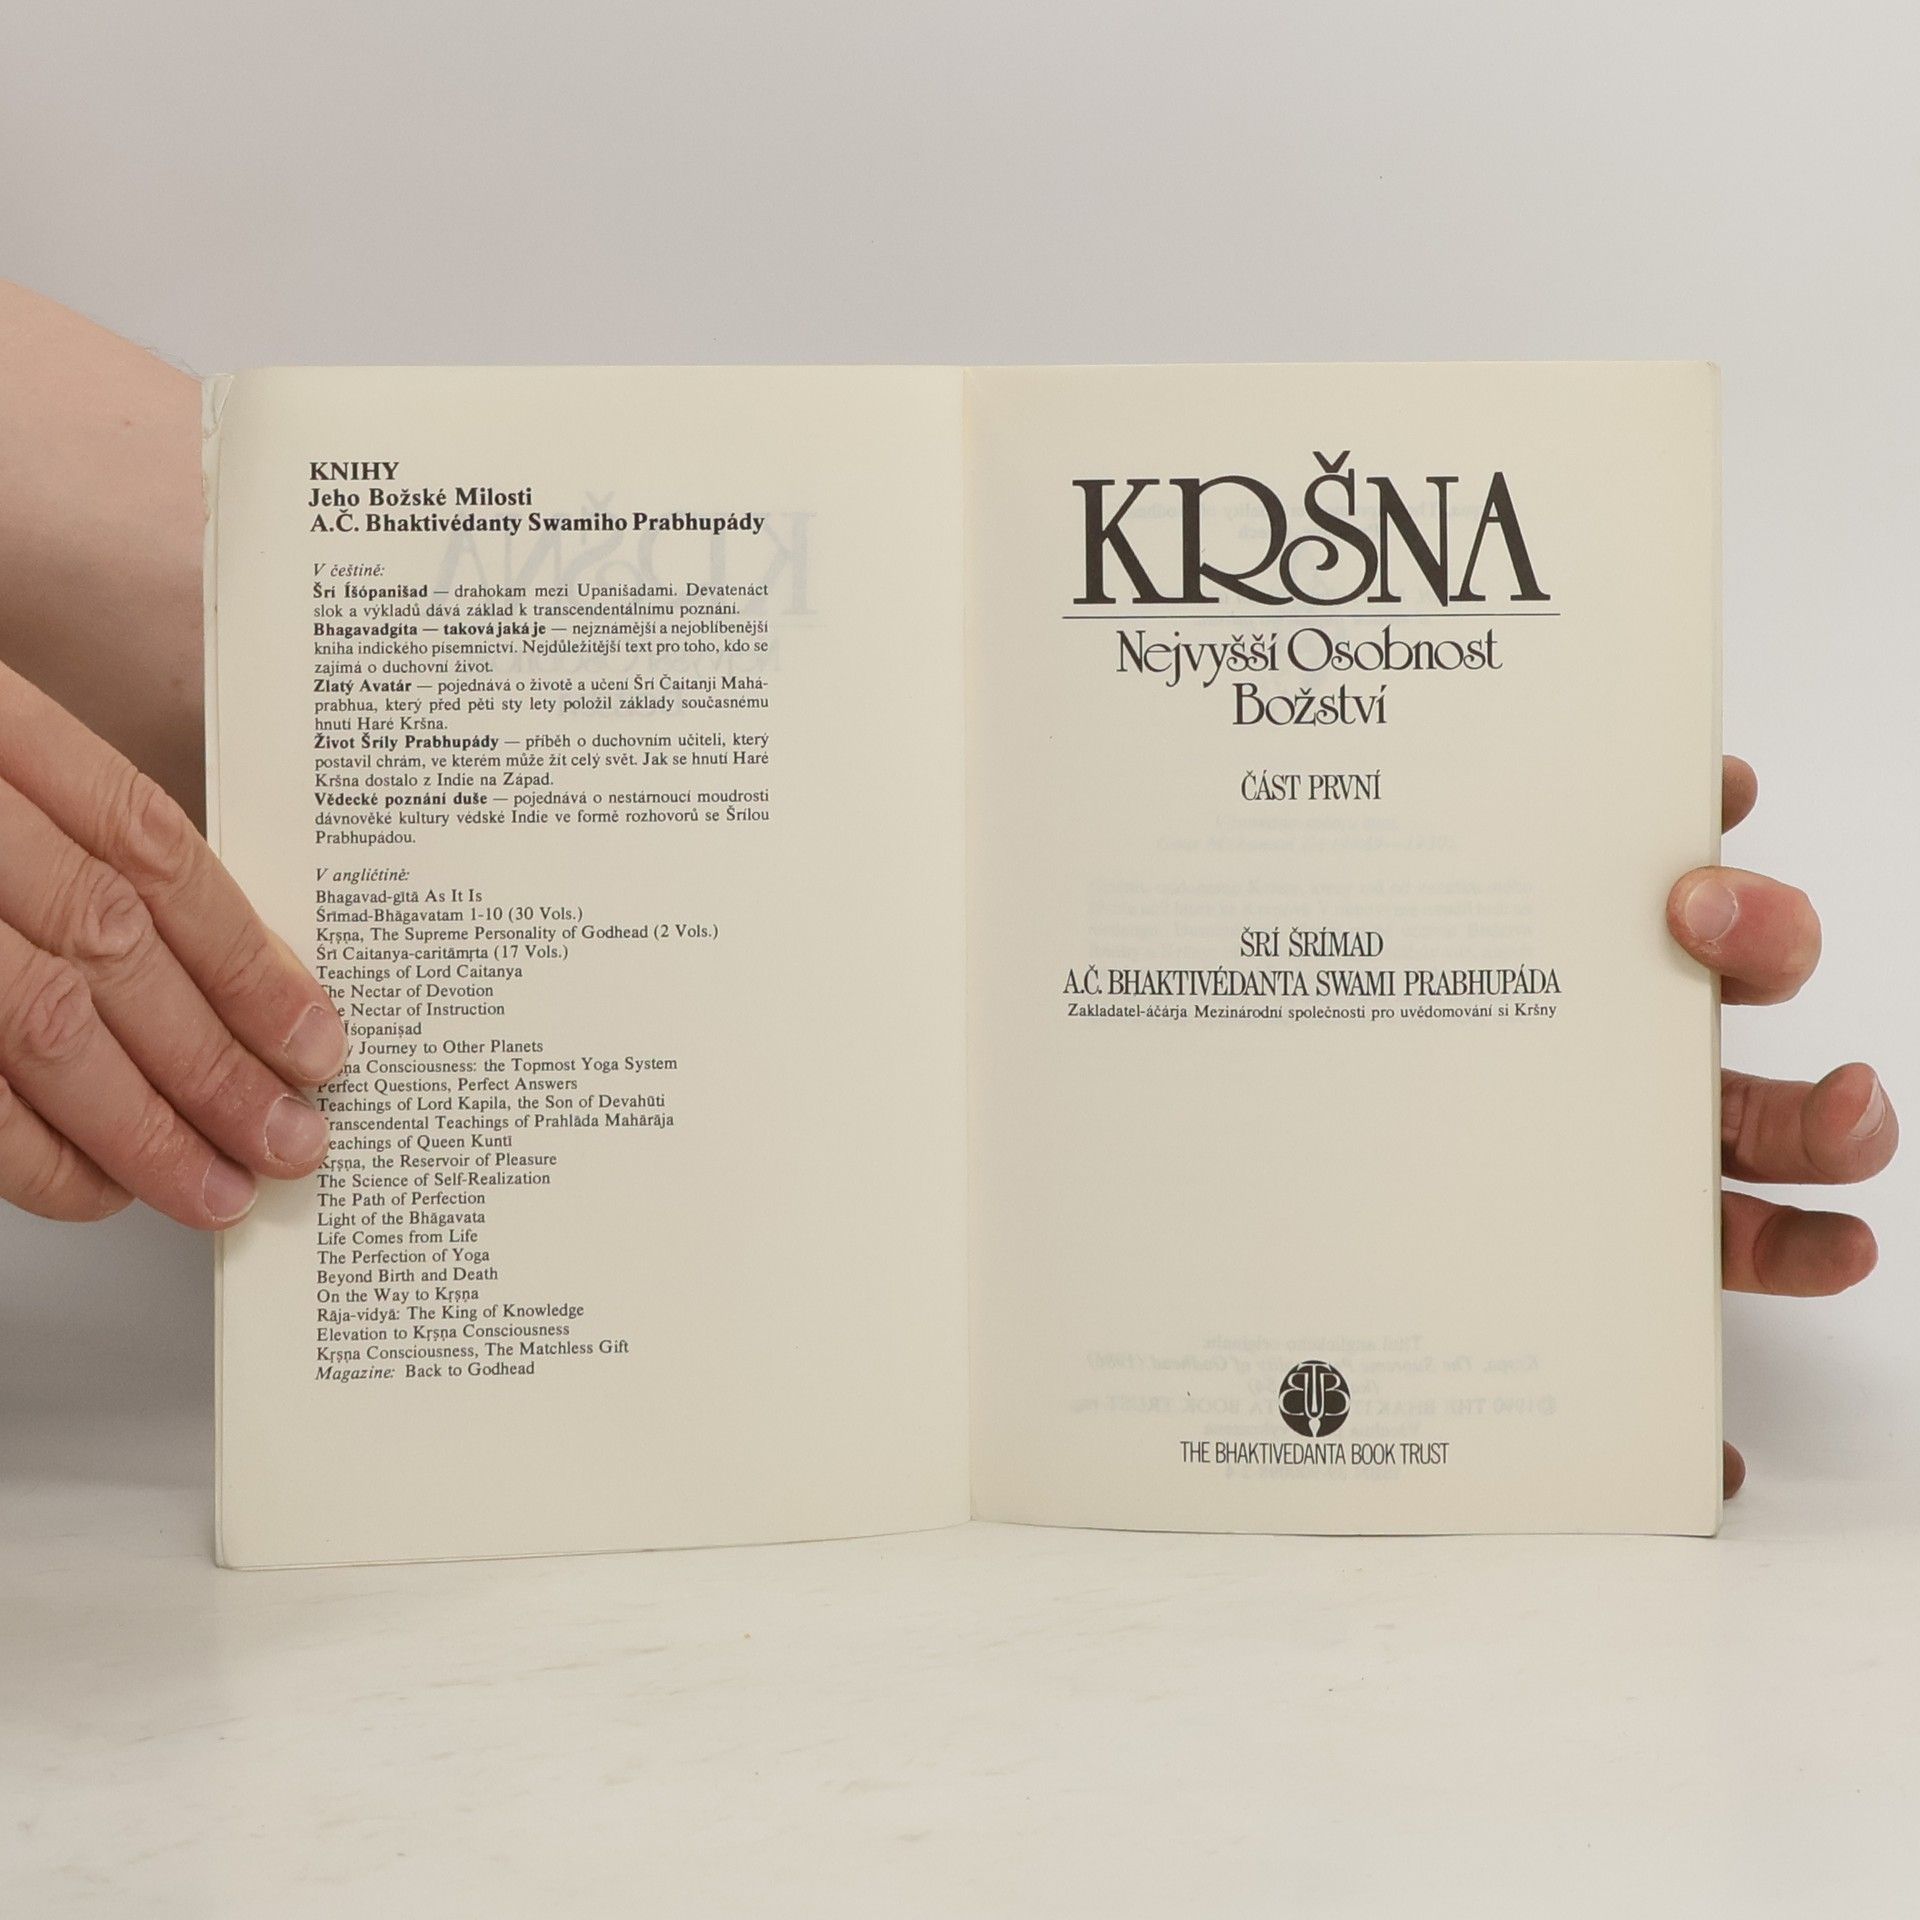 KNIHY
Jeho Božské Milosti
A.Č. Bhaktivédanty Swamiho Prabhupády
V češtině:
Šrí Íšópanišad — drahokam mezi Upanišadami. Devatenáct
slok a výkladů dává základ k transcendentálnímu poznání.
Bhagavadgíta — taková jaká je — nejznámější a nejoblíbenější
kniha indického písemnictví. Nejdůležitější text pro toho, kdo se
zajímá o duchovní život.
Zlatý Avatár — pojednává o životě a učení Šrí Čaitanji Mahá-
prabhua, který před pěti sty lety položil základy současnému
hnutí Haré Kršna.
Život Šríly Prabhupády — příběh o duchovním učiteli, který
postavil chrám, ve kterém může žít celý svět. Jak se hnutí Haré
Kršna dostalo z Indie na Západ.
Vědecké poznání duše — pojednává o nestárnoucí moudrosti
dávnověké kultury védské Indie ve formě rozhovorů se Šrílou
Prabhupádou.
V angličtině:
Bhagavad-gītā As It Is
Śrīmad-Bhāgavatam 1-10 (30 Vols.)
Kṛṣṇa, The Supreme Personality of Godhead (2 Vols.)
Śrī Caitanya-caritāmṛta (17 Vols.)
Teachings of Lord Caitanya
The Nectar of Devotion
Nectar of Instruction
Īśopaniṣad
Journey to Other Planets
Consciousness: the Topmost Yoga System
Perfect Questions, Perfect Answers
Teachings of Lord Kapila, the Son of Devahūti
Transcendental Teachings of Prahlāda Mahārāja
Teachings of Queen Kuntī
Kṛṣṇa, the Reservoir of Pleasure
The Science of Self-Realization
The Path of Perfection
Light of the Bhāgavata
Life Comes from Life
The Perfection of Yoga
Beyond Birth and Death
On the Way to Kṛṣṇa
Rāja-vidyā: The King of Knowledge
Elevation to Kṛṣṇa Consciousness
Kṛṣṇa Consciousness, The Matchless Gift
Magazine: Back to Godhead
KRŠNA
Nejvyšší Osobnost
Božství
ČÁST PRVNÍ
ŠRÍ ŠRÍMAD
A.Č. BHAKTIVÉDANTA SWAMI PRABHUPÁDA
Zakladatel-áčárja Mezinárodní společnosti pro uvědomování si Kršny
BTB
THE BHAKTIVEDANTA BOOK TRUST